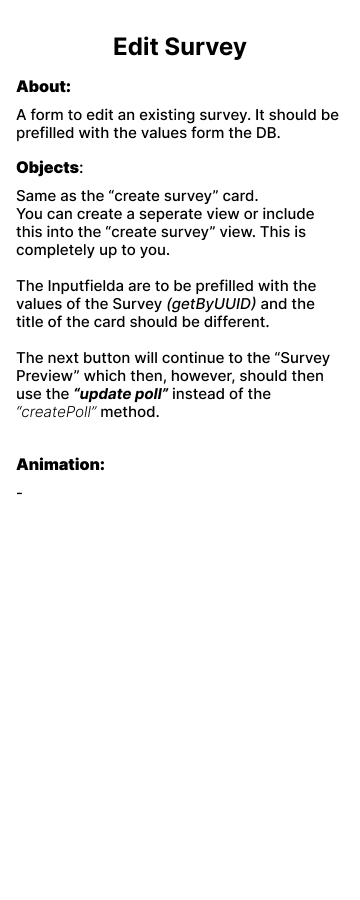 Edit Survey
About:
A form to edit an existing survey. It should be
prefilled with the values form the DB.
Objects:
Same as the “create survey” card.
You can create a seperate view or include
this into the “create survey” view. This is
completely up to you.
The Inputfielda are to be prefilled with the
values of the Survey (getByUUID) and the
title of the card should be different.
The next button will continue to the “Survey
Preview” which then, however, should then
use the “update poll” instead of the
“createPoll” method.
Animation:
-